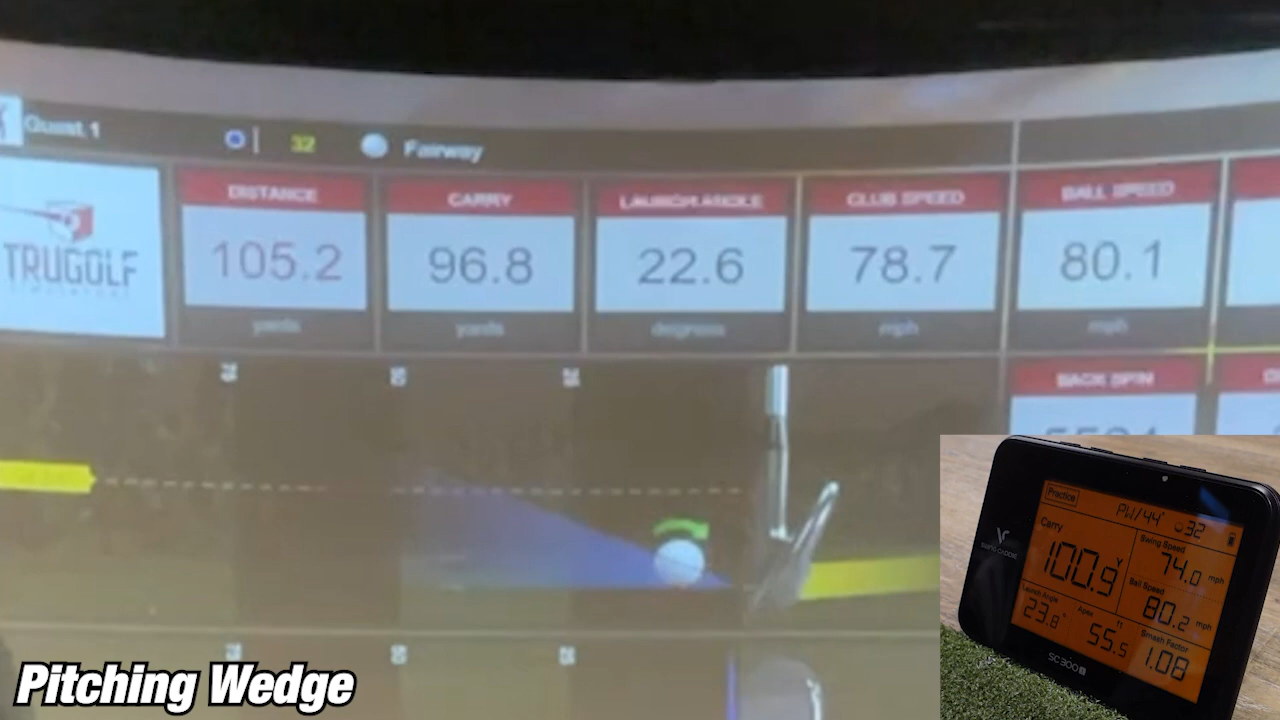 Guest 1
32
Fairway
TRUGOLF
DISTANCE
105.2
yards
CARRY
96.8
yards
LAUNCH ANGLE
22.6
degrees
CLUB SPEED
78.7
mph
BALL SPEED
80.1
mph
BACK SPIN
Pitching Wedge
Practice
PW/44°
32
Carry
100.9 Y
Swing Speed
74.0 mph
Ball Speed
80.2 mph
Launch Angle
23.8°
Apex
ft
55.5
Smash Factor
1.08
SC300i